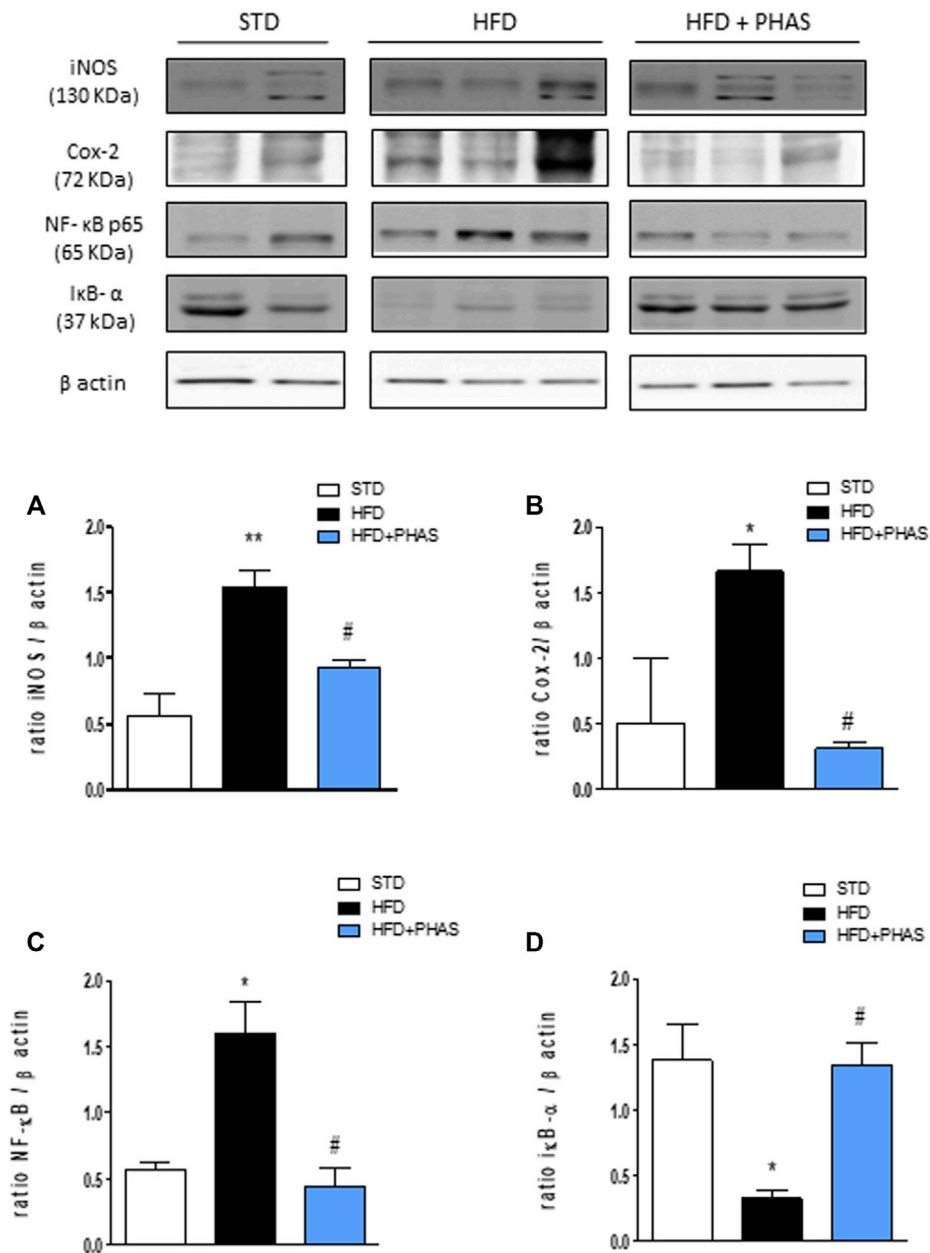 STD HFD HFD + PHAS
iNOS
(130 KDa)
Cox-2
(72 KDa)
NF- κB p65
(65 KDa)
IκB- α
(37 kDa)
β actin
A
STD
HFD
HFD+PHAS
ratio iNOS / β actin
2.0
1.5
1.0
0.5
0.0
**
#
B
STD
HFD
HFD+PHAS
ratio Cox-2/ β actin
2.0
1.5
1.0
0.5
0.0
*
#
C
STD
HFD
HFD+PHAS
ratio NF-κB / β actin
2.0
1.5
1.0
0.5
0.0
*
#
D
STD
HFD
HFD+PHAS
ratio iκB-α / β actin
2.0
1.5
1.0
0.5
0.0
*
#